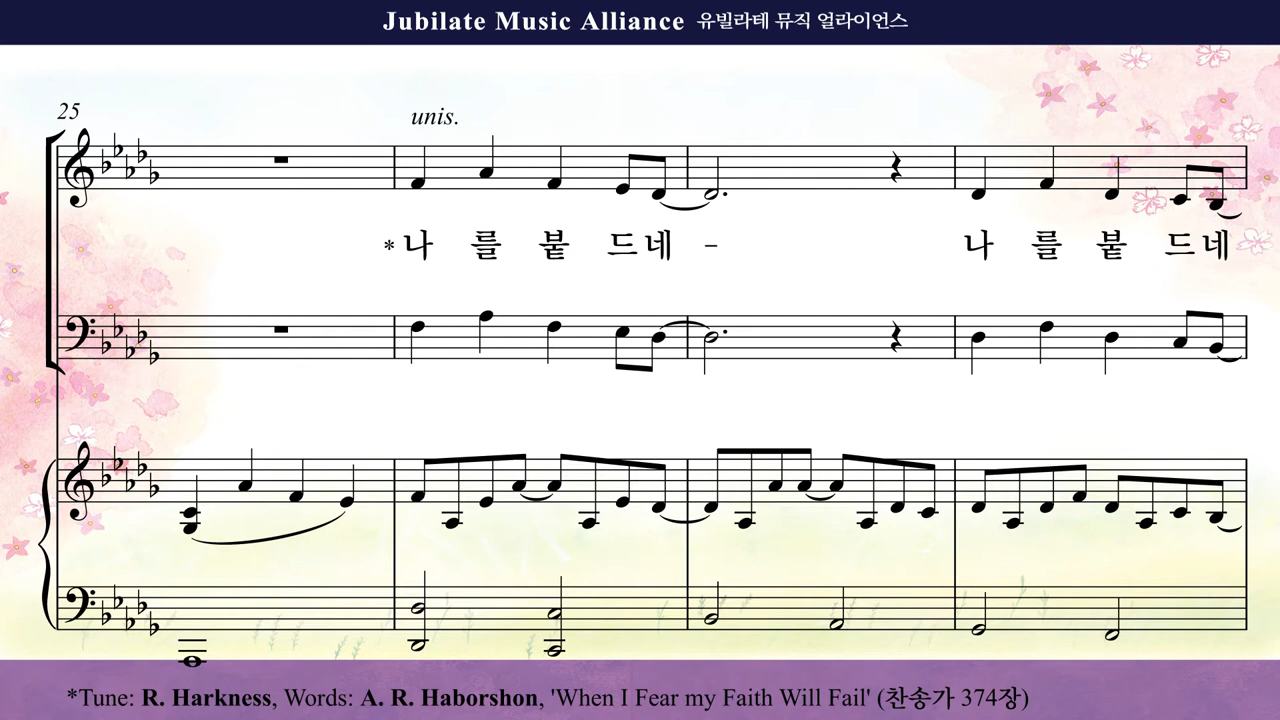 Jubilate Music Alliance 유빌라테 뮤직 얼라이언스
25
unis.
*나 를 붙 드네 - 나 를 붙 드네
*Tune: R. Harkness, Words: A. R. Haborshon, 'When I Fear my Faith Will Fail' (찬송가 374장)